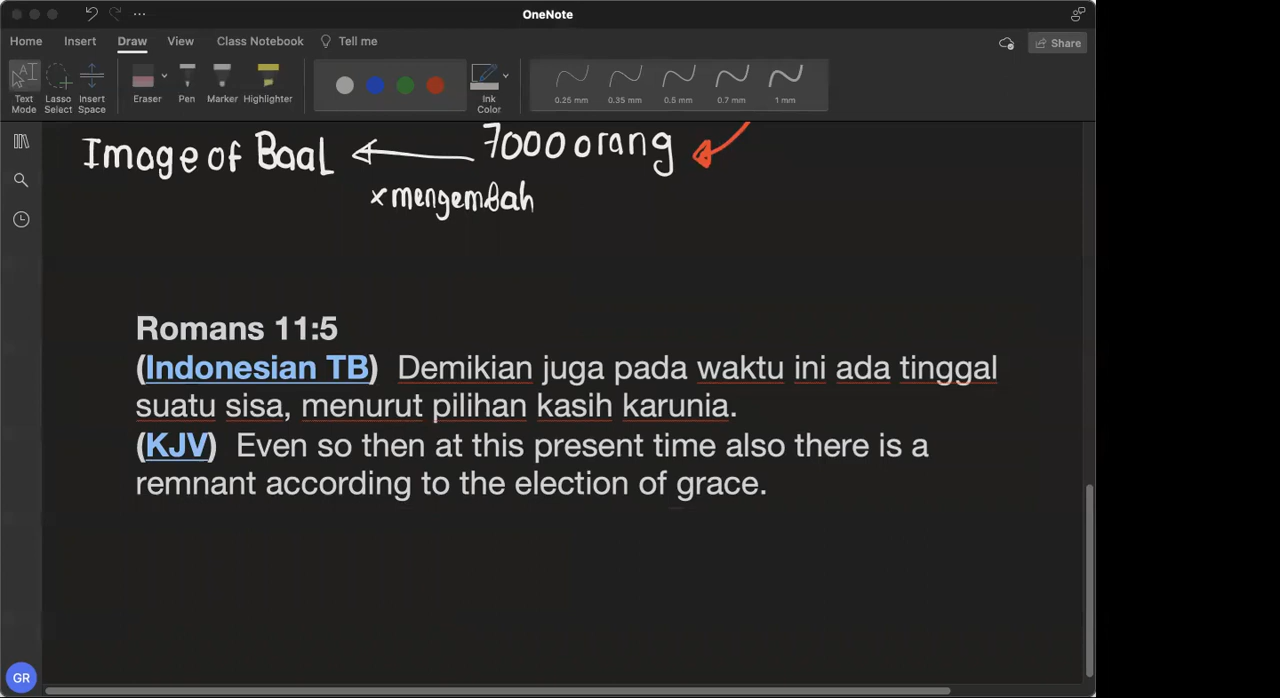 OneNote
Home Insert Draw View Class Notebook Tell me
Share
Text Mode
Lasso Select
Insert Space
Eraser
Pen
Marker
Highlighter
Ink Color
0.25 mm 0.35 mm 0.5 mm 0.7 mm 1 mm
Image of Baal ← 7000 orang
x mengembah
Romans 11:5
(Indonesian TB) Demikian juga pada waktu ini ada tinggal
suatu sisa, menurut pilihan kasih karunia.
(KJV) Even so then at this present time also there is a
remnant according to the election of grace.
GR